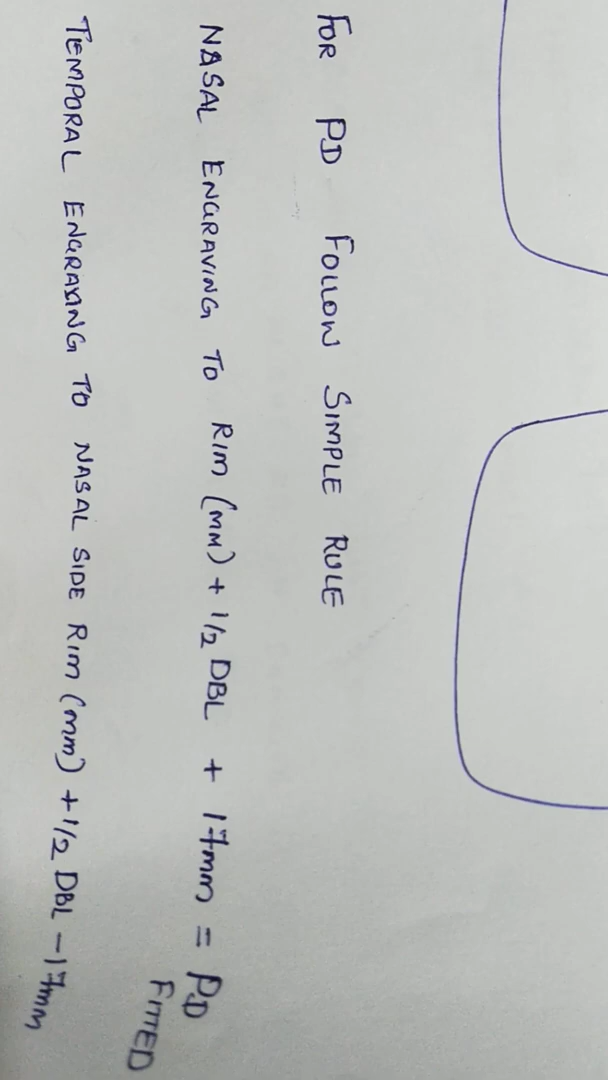 FOR PD FOLLOW SIMPLE RULE
NASAL ENGRAVING TO RIM (MM) + 1/2 DBL + 17mm = PD
FITTED
TEMPORAL ENGRAVING TO NASAL SIDE RIM (mm) + 1/2 DBL - 17mm